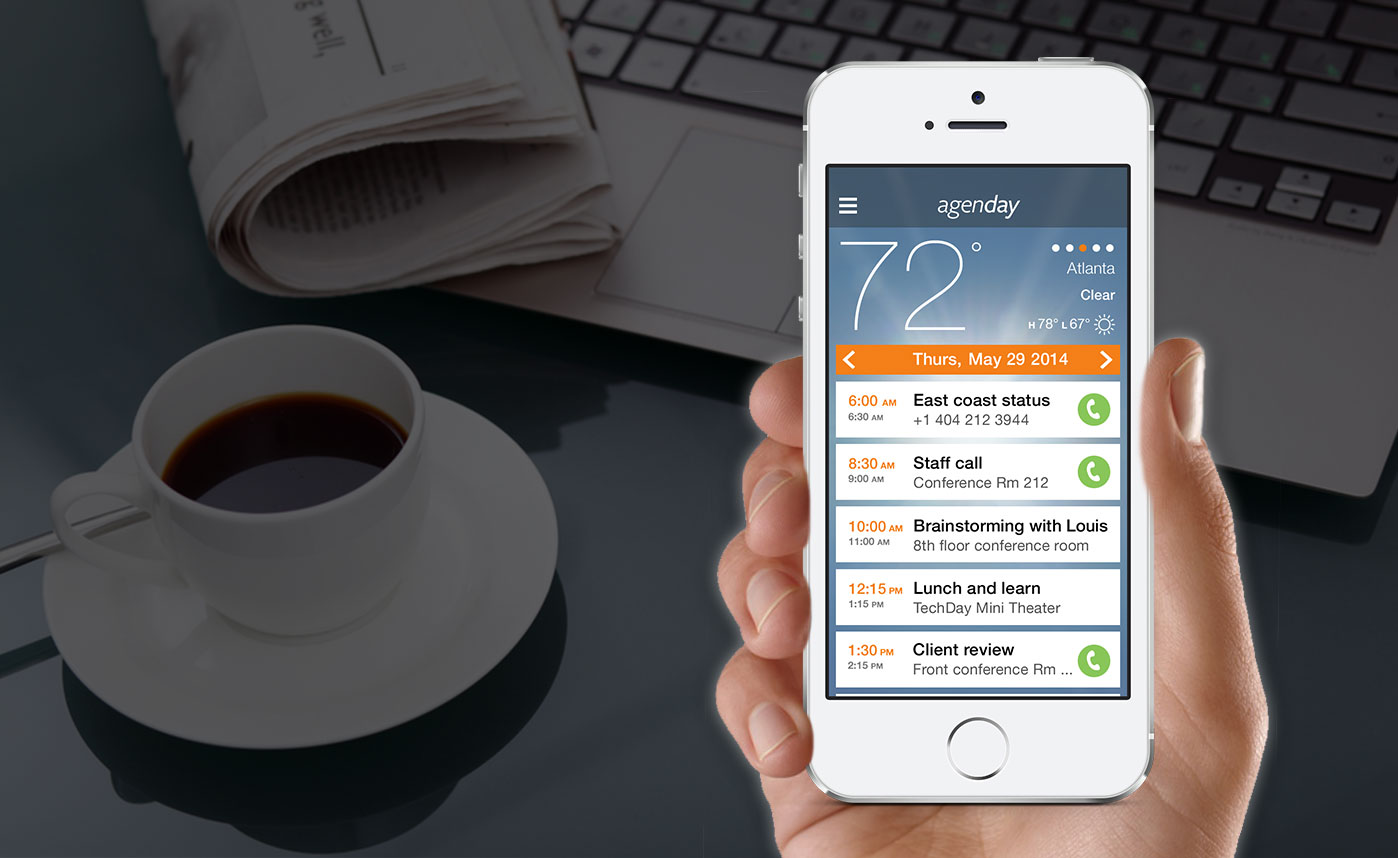 g well,
agenday
72°
Atlanta
Clear
H 78° L 67°
Thurs, May 29 2014
6:00 AM East coast status
6:30 AM +1 404 212 3944
8:30 AM Staff call
9:00 AM Conference Rm 212
10:00 AM Brainstorming with Louis
11:00 AM 8th floor conference room
12:15 PM Lunch and learn
1:15 PM TechDay Mini Theater
1:30 PM Client review
2:15 PM Front conference Rm ...